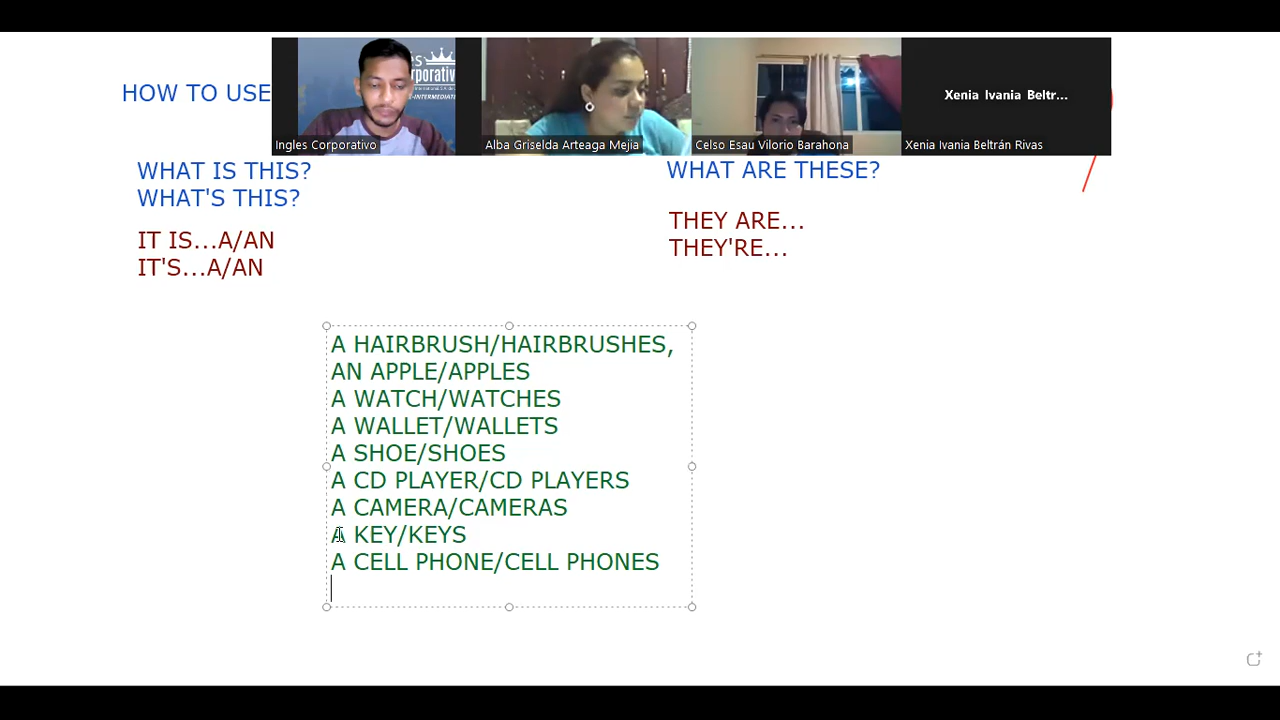 HOW TO USE
Ingles Corporativo
Alba Griselda Arteaga Mejia
Celso Esau Vilorio Barahona
Xenia Ivania Beltr...
Xenia Ivania Beltrán Rivas
WHAT IS THIS?
WHAT'S THIS?
IT IS...A/AN
IT'S...A/AN
WHAT ARE THESE?
THEY ARE...
THEY'RE...
A HAIRBRUSH/HAIRBRUSHES,
AN APPLE/APPLES
A WATCH/WATCHES
A WALLET/WALLETS
A SHOE/SHOES
A CD PLAYER/CD PLAYERS
A CAMERA/CAMERAS
A KEY/KEYS
A CELL PHONE/CELL PHONES